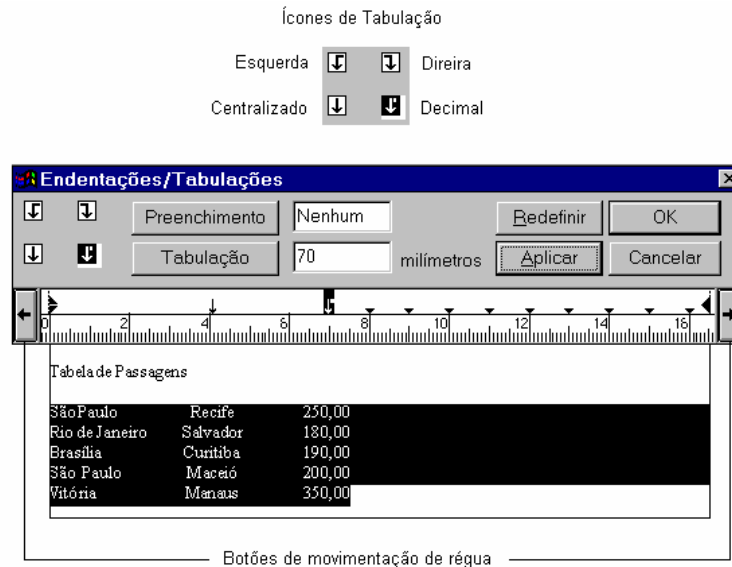 Ícones de Tabulação
Esquerda Direira
Centralizado Decimal
Endentações/Tabulações
Preenchimento Nenhum Redefinir OK
Tabulação 70 milímetros Aplicar Cancelar
0 2 4 6 8 10 12 14 16
Tabela de Passagens
São Paulo Recife 250,00
Rio de Janeiro Salvador 180,00
Brasília Curitiba 190,00
São Paulo Maceió 200,00
Vitória Manaus 350,00
Botões de movimentação de régua